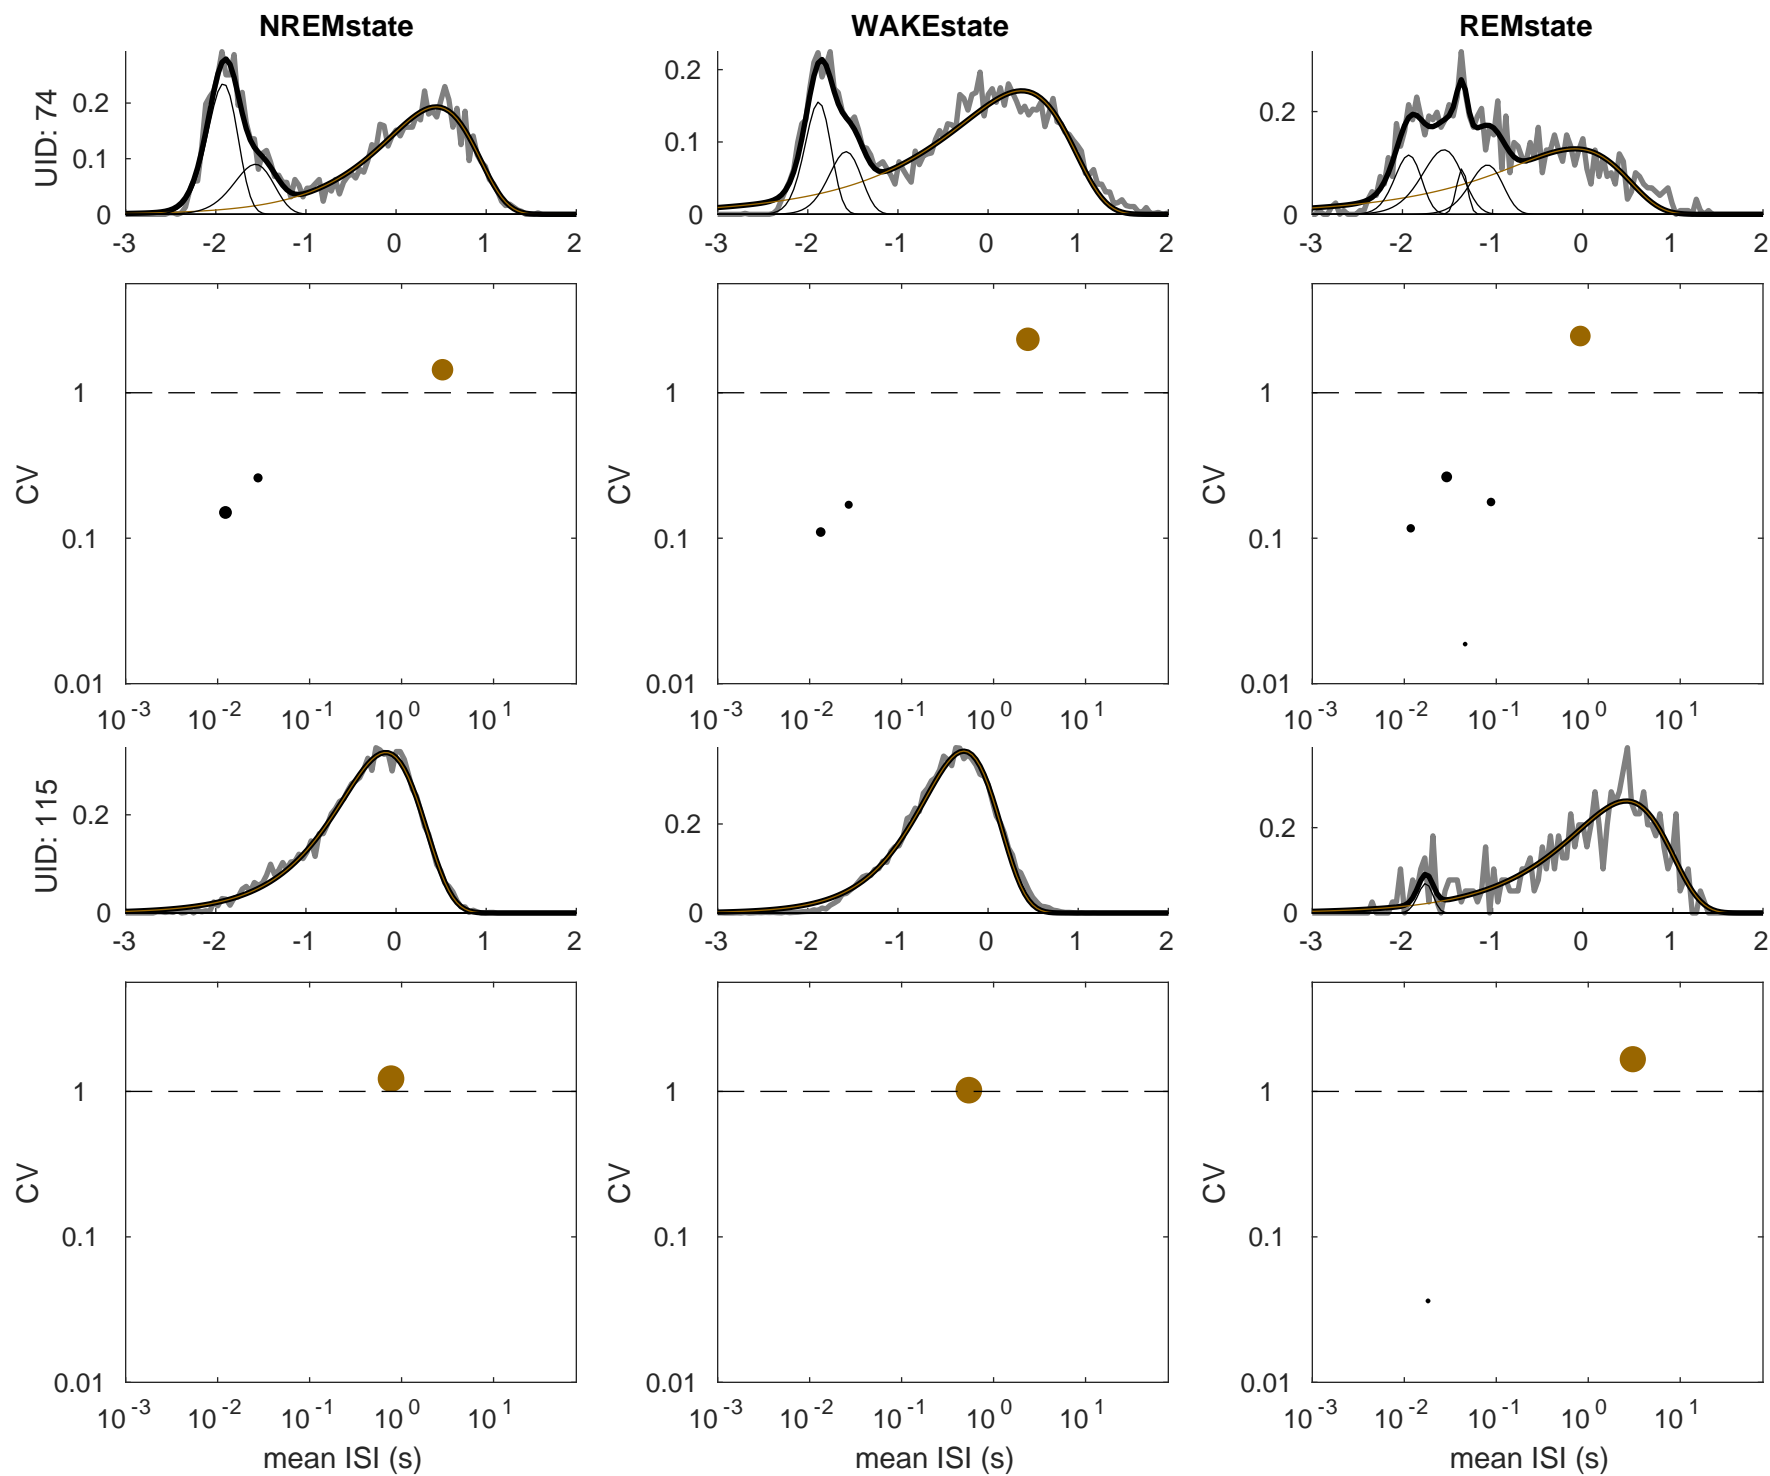 NREMstate WAKEstate REMstate
UID: 74
0.2 0.1 0
0.2 0.1 0
0.2 0
-3 -2 -1 0 1 2
-3 -2 -1 0 1 2
-3 -2 -1 0 1 2
CV 1 0.1 0.01
CV 1 0.1 0.01
CV 1 0.1 0.01
10^-3 10^-2 10^-1 10^0 10^1
10^-3 10^-2 10^-1 10^0 10^1
10^-3 10^-2 10^-1 10^0 10^1
UID: 115
0.2 0
0.2 0
0.2 0
-3 -2 -1 0 1 2
-3 -2 -1 0 1 2
-3 -2 -1 0 1 2
CV 1 0.1 0.01
CV 1 0.1 0.01
CV 1 0.1 0.01
10^-3 10^-2 10^-1 10^0 10^1
10^-3 10^-2 10^-1 10^0 10^1
10^-3 10^-2 10^-1 10^0 10^1
mean ISI (s) mean ISI (s) mean ISI (s)